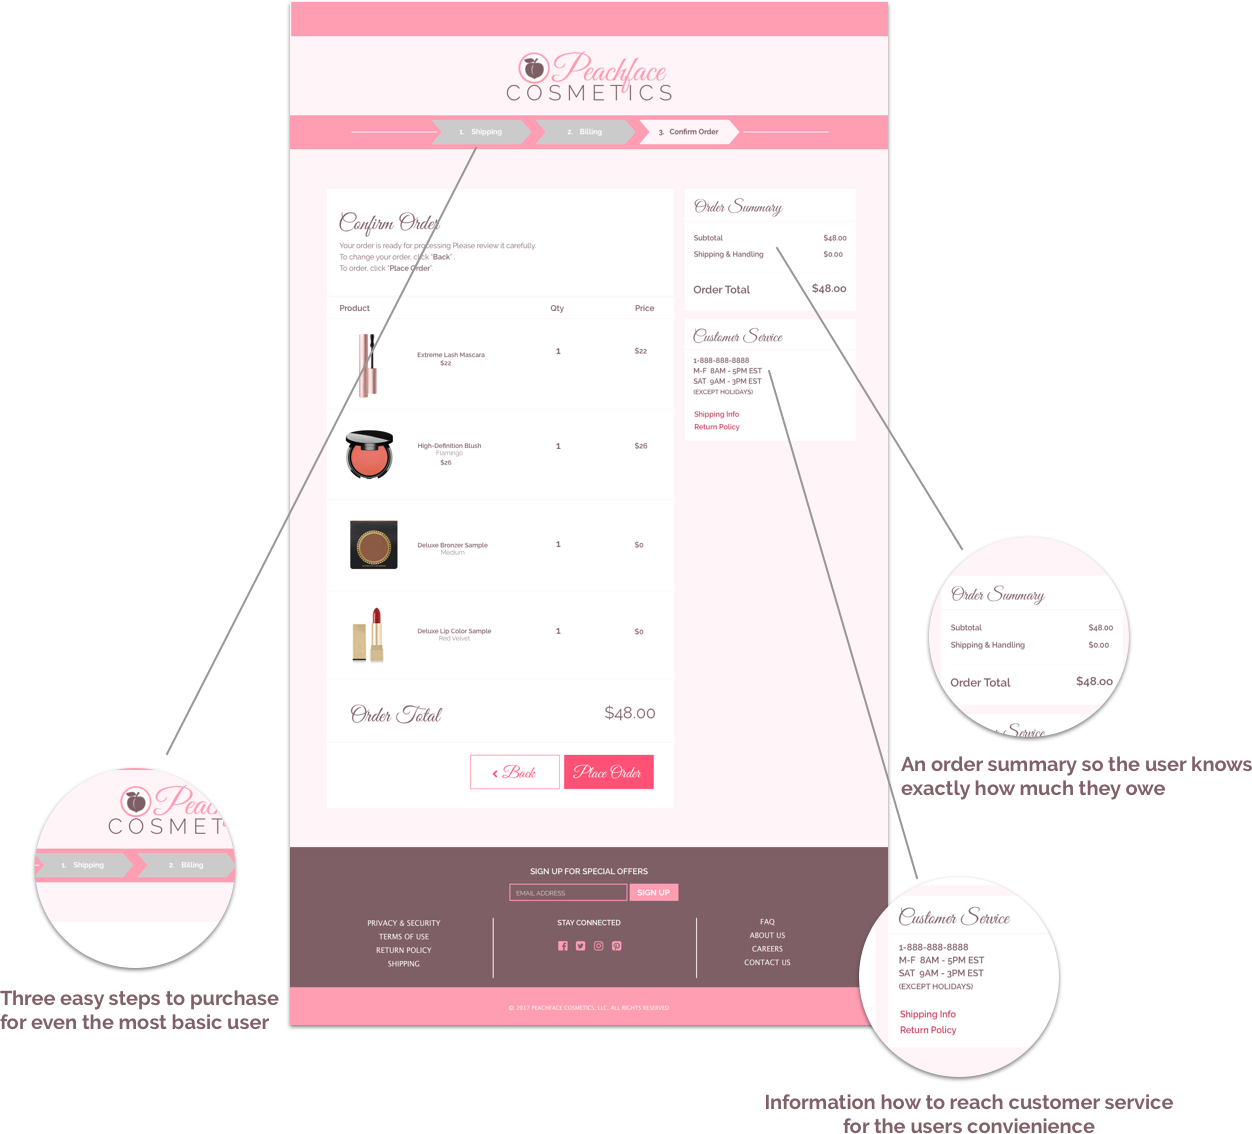 Peachface
COSMETICS
1. Shipping
2. Billing
3. Confirm Order
Confirm Order
Your order is ready for processing Please review it carefully.
To change your order, click "Back" .
To order, click "Place Order".
Product Qty Price
Extreme Lash Mascara
$22
1
$22
High-Definition Blush
Flamingo
$26
1
$26
Deluxe Bronzer Sample
Medium
1
$0
Deluxe Lip Color Sample
Red Velvet
1
$0
Order Total $48.00
Back
Place Order
Order Summary
Subtotal $48.00
Shipping & Handling $0.00
Order Total $48.00
Customer Service
1-888-888-8888
M-F 8AM - 5PM EST
SAT 9AM - 3PM EST
(EXCEPT HOLIDAYS)
Shipping Info
Return Policy
SIGN UP FOR SPECIAL OFFERS
EMAIL ADDRESS
SIGN UP
PRIVACY & SECURITY
TERMS OF USE
RETURN POLICY
SHIPPING
STAY CONNECTED
FAQ
ABOUT US
CAREERS
CONTACT US
© 2017 PEACHFACE COSMETICS, LLC. ALL RIGHTS RESERVED
Peac
COSMET
1. Shipping
2. Billing
Three easy steps to purchase
for even the most basic user
Order Summary
Subtotal $48.00
Shipping & Handling $0.00
Order Total $48.00
Service
An order summary so the user knows
exactly how much they owe
Customer Service
1-888-888-8888
M-F 8AM - 5PM EST
SAT 9AM - 3PM EST
(EXCEPT HOLIDAYS)
Shipping Info
Return Policy
Information how to reach customer service
for the users convienience